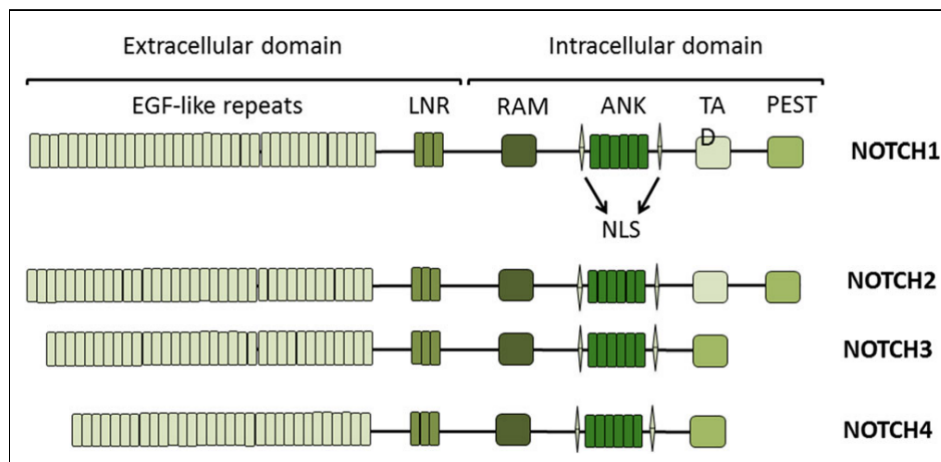 Extracellular domain Intracellular domain
EGF-like repeats LNR RAM ANK TA PEST
D
NOTCH1
NLS
NOTCH2
NOTCH3
NOTCH4